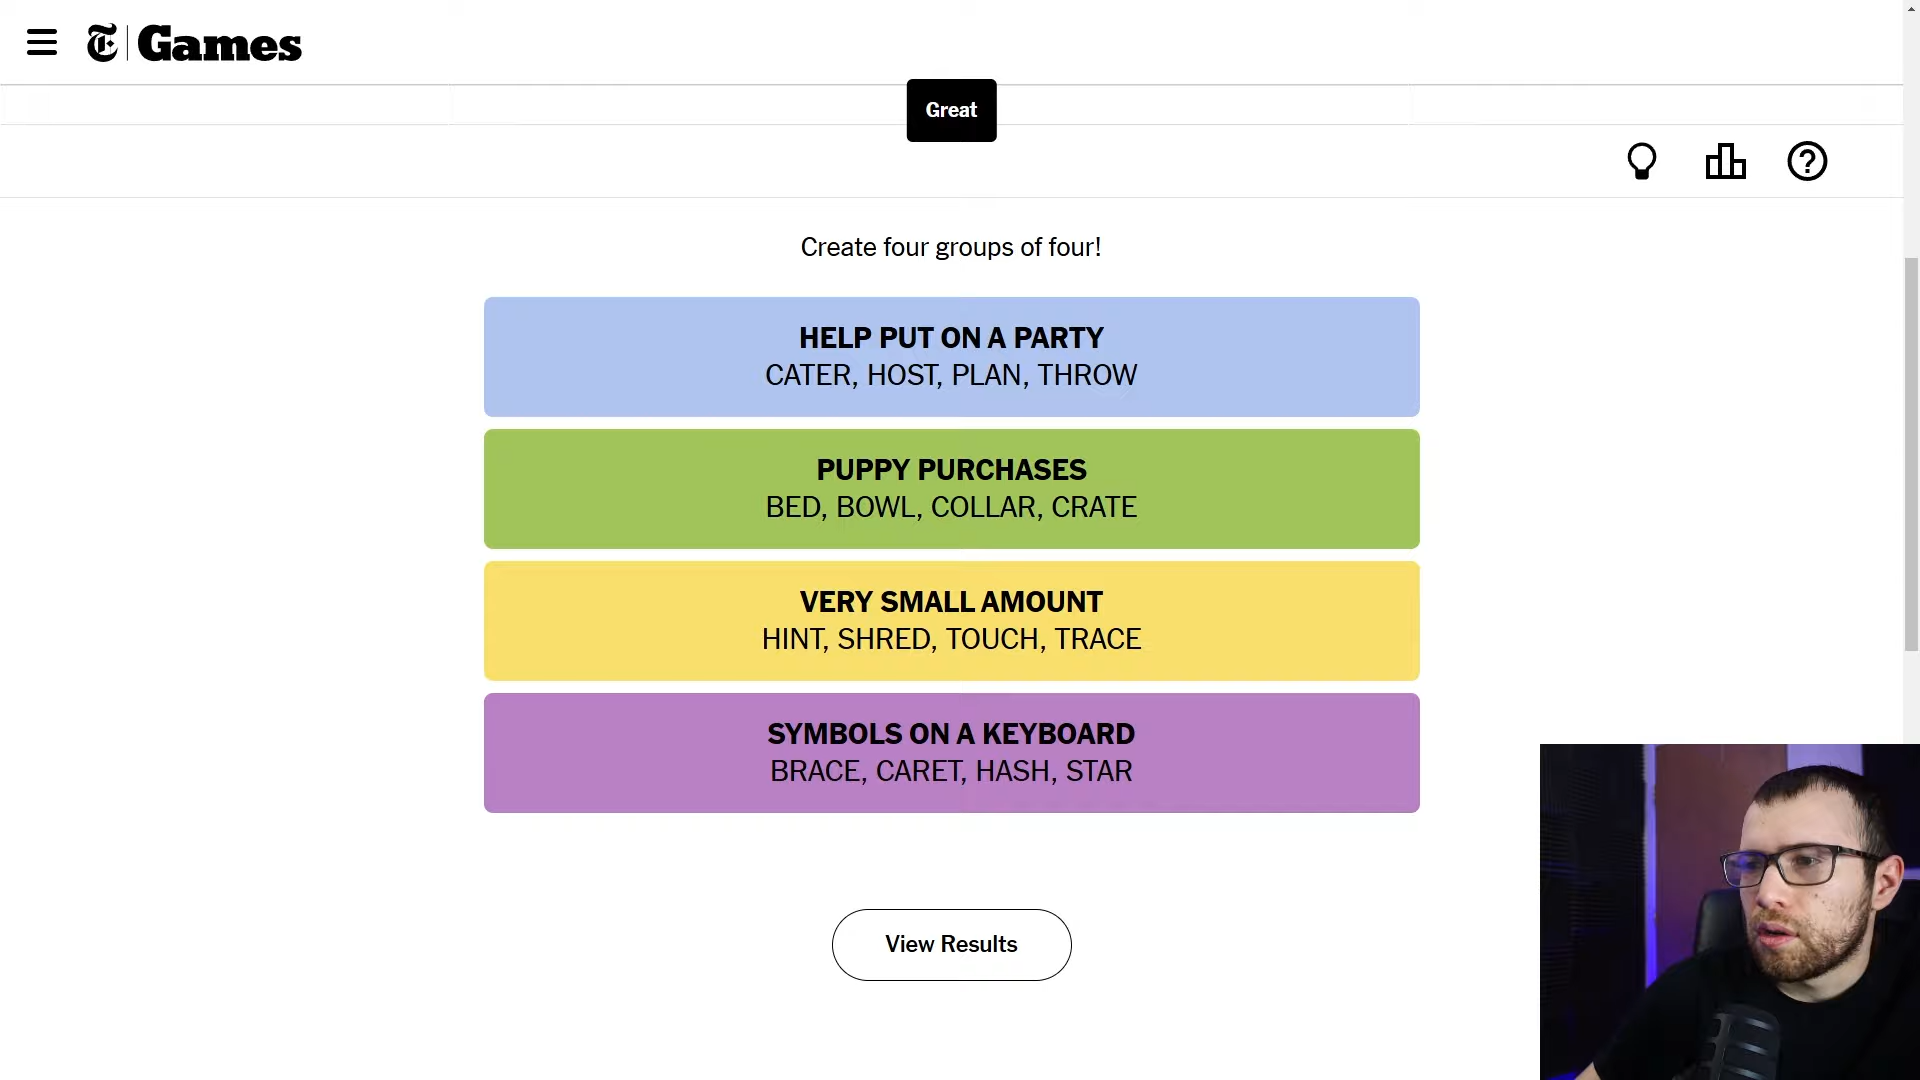 T Games
Great
Create four groups of four!
HELP PUT ON A PARTY
CATER, HOST, PLAN, THROW
PUPPY PURCHASES
BED, BOWL, COLLAR, CRATE
VERY SMALL AMOUNT
HINT, SHRED, TOUCH, TRACE
SYMBOLS ON A KEYBOARD
BRACE, CARET, HASH, STAR
View Results